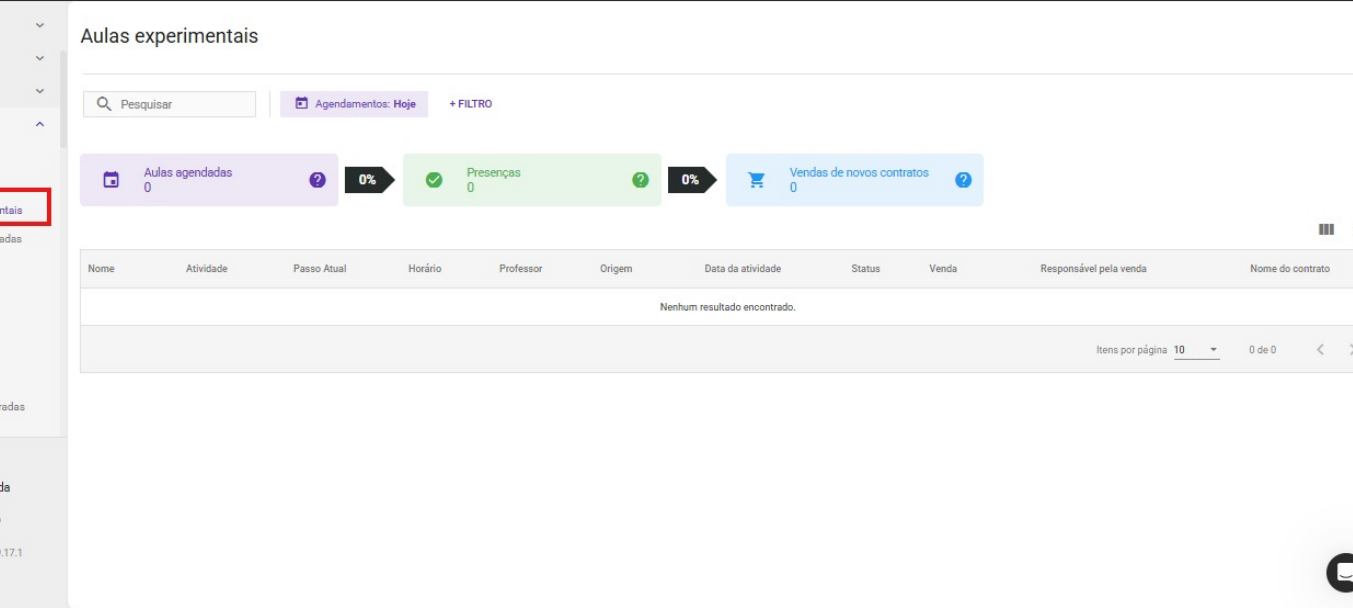 Aulas experimentais
Pesquisar
Agendamentos: Hoje
+ FILTRO
Aulas agendadas
0
0%
Presenças
0
0%
Vendas de novos contratos
0
ntais
adas
Nome Atividade Passo Atual Horário Professor Origem Data da atividade Status Venda Responsável pela venda Nome do contrato
Nenhum resultado encontrado.
Itens por página 10 0 de 0
radas
da
.17.1